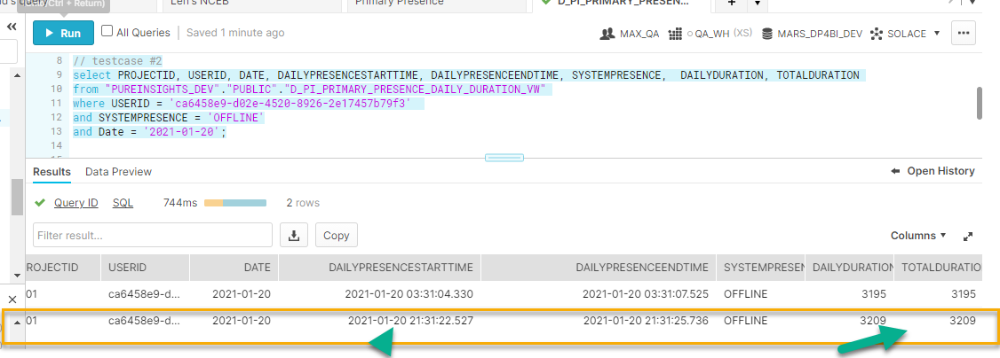 Ctrl + Return)
Len's NCEB
Primary Presence
D_PI_PRIMARY_PRESEN...
Run
All Queries
Saved 1 minute ago
MAX_QA
QA_WH (XS)
MARS_DP4BI_DEV
SOLACE
8 // testcase #2
9 select PROJECTID, USERID, DATE, DAILYPRESENCESTARTTIME, DAILYPRESENCEENDTIME, SYSTEMPRESENCE, DAILYDURATION, TOTALDURATION
10 from "PUREINSIGHTS_DEV"."PUBLIC"."D_PI_PRIMARY_PRESENCE_DAILY_DURATION_VW"
11 where USERID = 'ca6458e9-d02e-4520-8926-2e17457b79f3'
12 and SYSTEMPRESENCE = 'OFFLINE'
13 and Date = '2021-01-20';
14
Results Data Preview Open History
Query ID SQL 744ms 2 rows
Filter result... Copy Columns
ROJECTID USERID DATE DAILYPRESENCESTARTTIME DAILYPRESENCEENDTIME SYSTEMPRESEN DAILYDURATION TOTALDURATIO
01 ca6458e9-d... 2021-01-20 2021-01-20 03:31:04.330 2021-01-20 03:31:07.525 OFFLINE 3195 3195
01 ca6458e9-d... 2021-01-20 2021-01-20 21:31:22.527 2021-01-20 21:31:25.736 OFFLINE 3209 3209